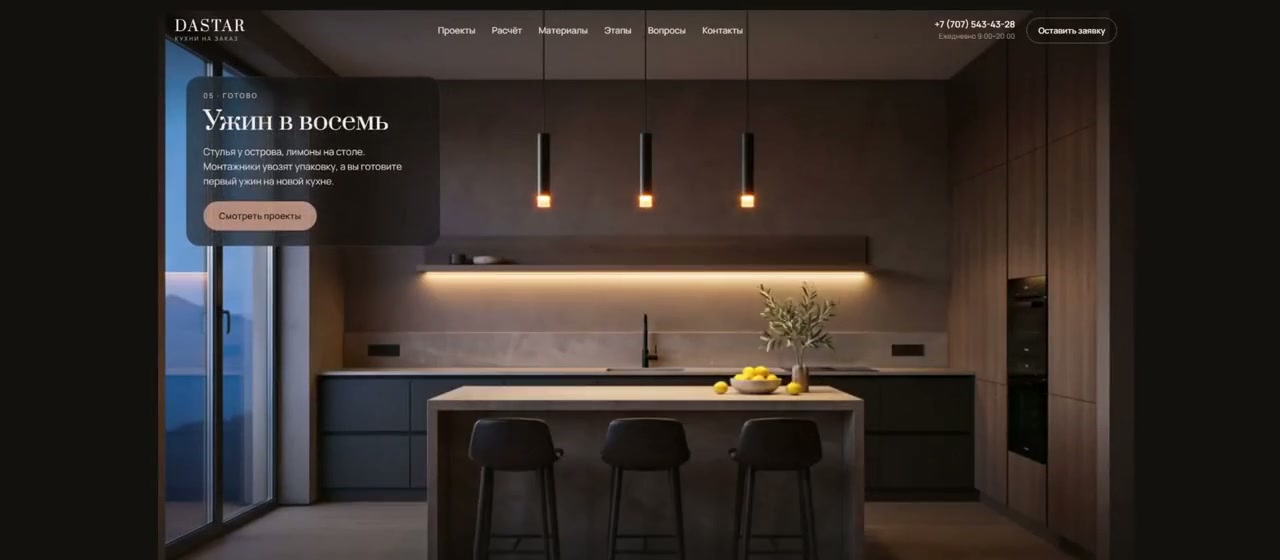 DASTAR
КУХНИ НА ЗАКАЗ
Проекты
Расчёт
Материалы
Этапы
Вопросы
Контакты
+7 (707) 543-43-28
Ежедневно 9:00–20:00
Оставить заявку
05 · ГОТОВО
Ужин в восемь
Стулья у острова, лимоны на столе.
Монтажники увозят упаковку, а вы готовите
первый ужин на новой кухне.
Смотреть проекты